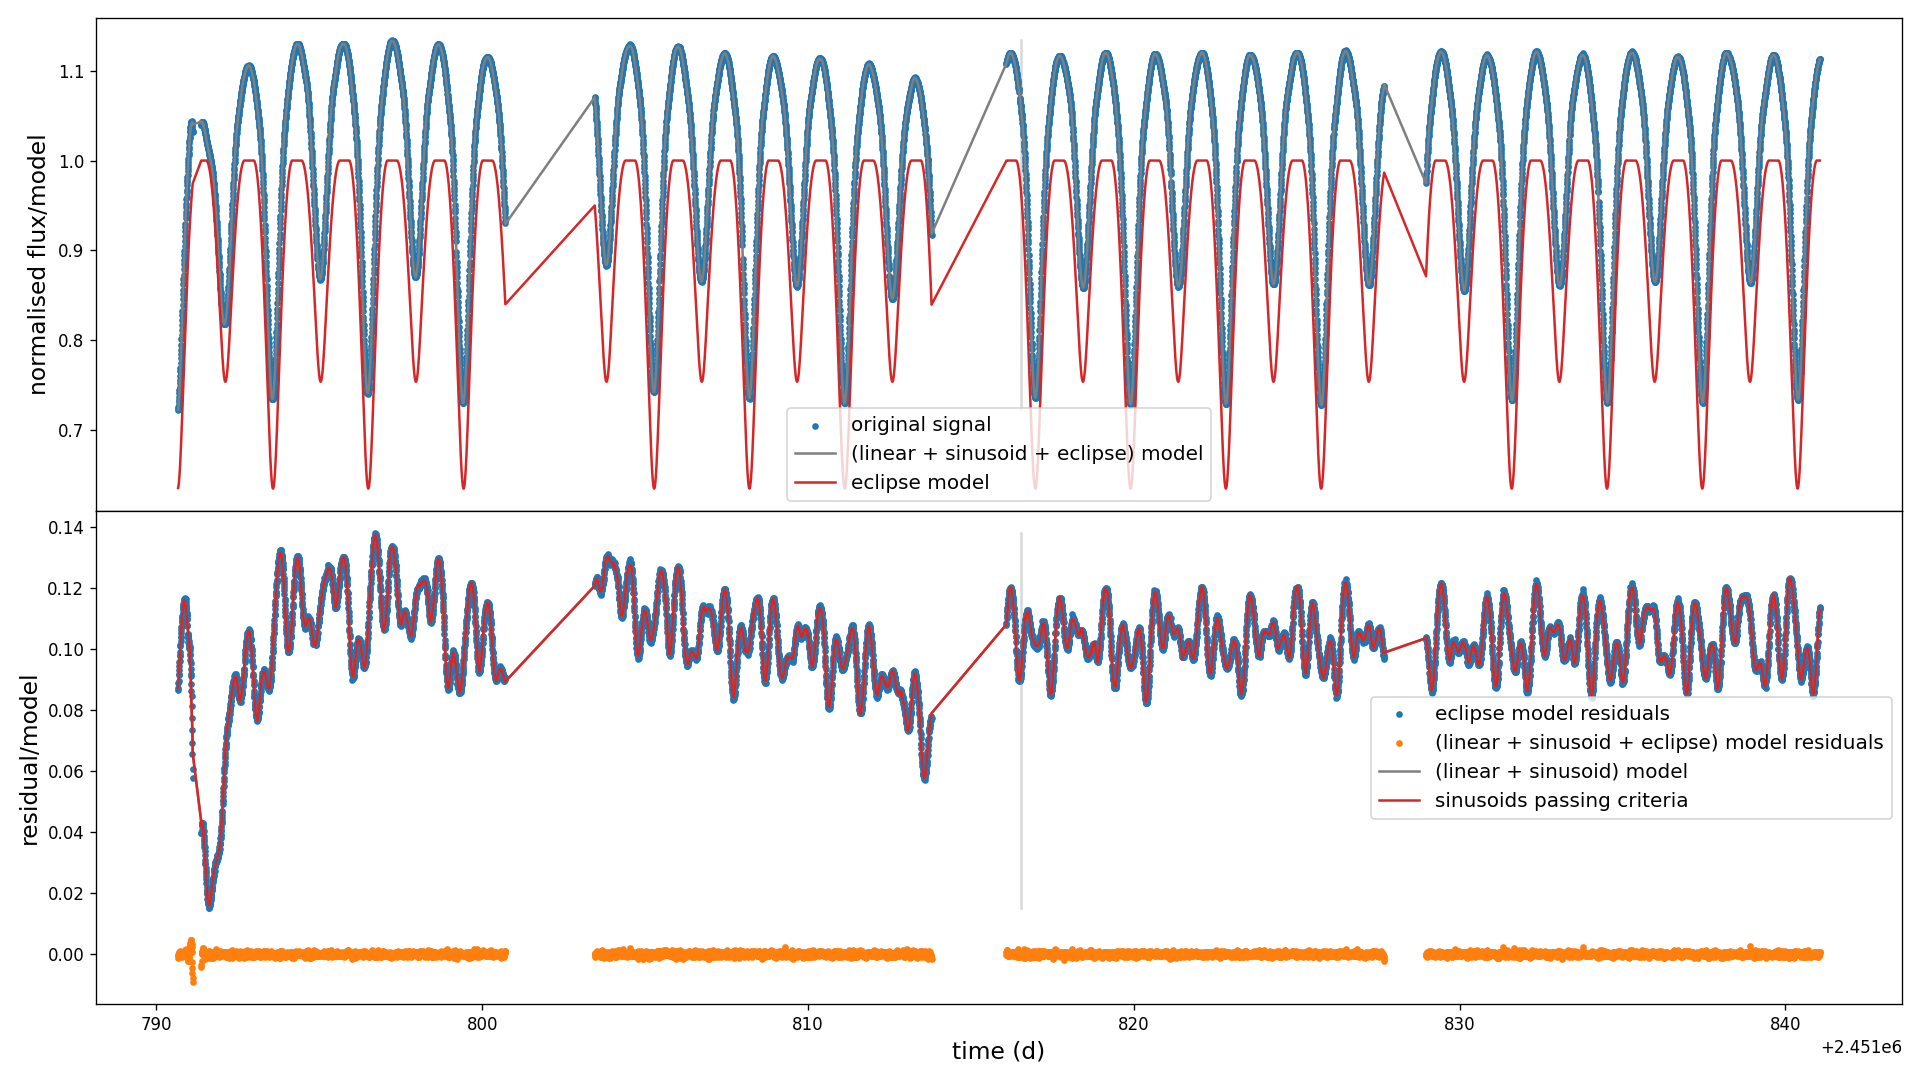 normalised flux/model
1.1
1.0
0.9
0.8
0.7
original signal
(linear + sinusoid + eclipse) model
eclipse model
residual/model
0.14
0.12
0.10
0.08
0.06
0.04
0.02
0.00
eclipse model residuals
(linear + sinusoid + eclipse) model residuals
(linear + sinusoid) model
sinusoids passing criteria
790 800 810 820 830 840
time (d)
+2.451e6